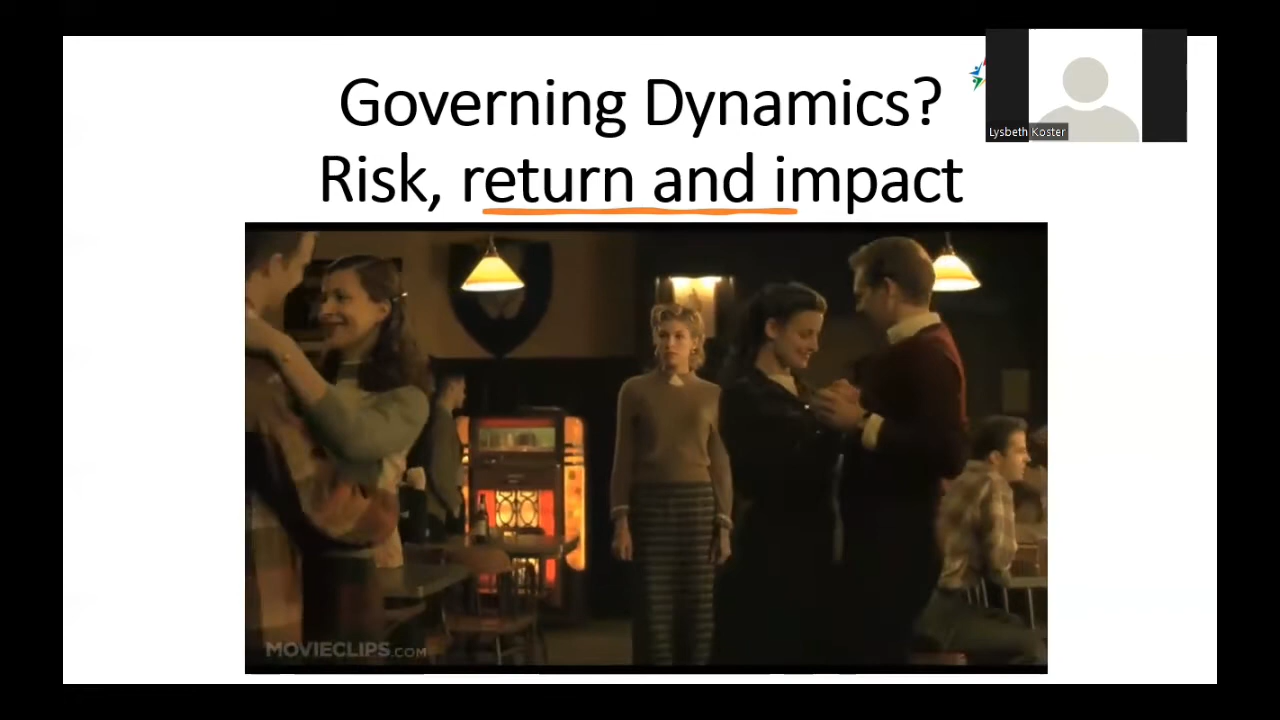 Governing Dynamics?
Risk, return and impact
Lysbeth Koster
MOVIECLIPS.COM